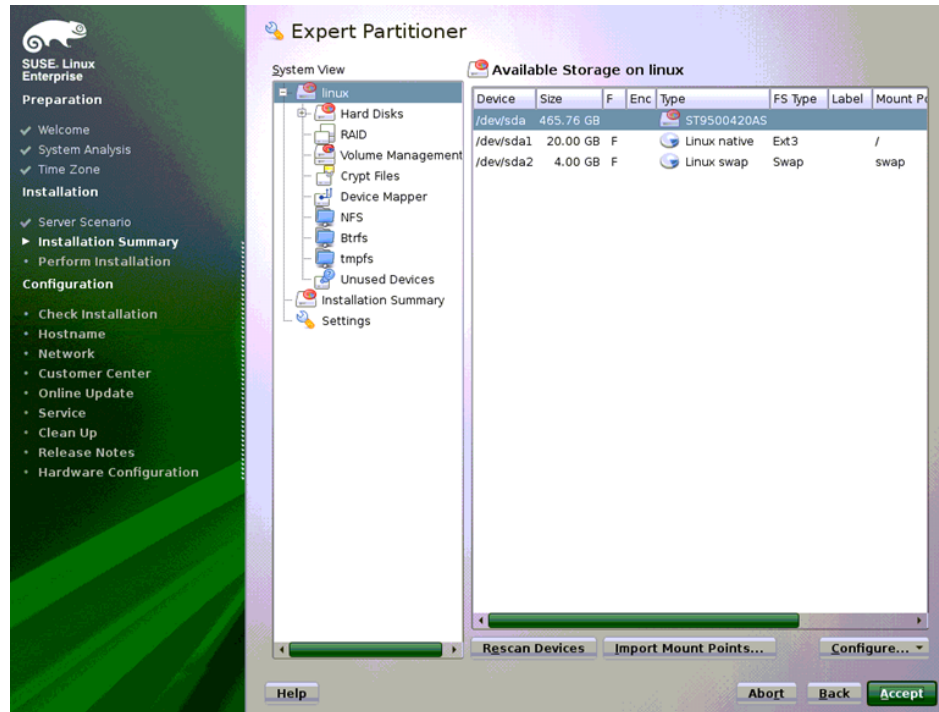 SUSE. Linux
Enterprise
Preparation
Welcome
System Analysis
Time Zone
Installation
Server Scenario
Installation Summary
Perform Installation
Configuration
Check Installation
Hostname
Network
Customer Center
Online Update
Service
Clean Up
Release Notes
Hardware Configuration
Expert Partitioner
System View
linux
Hard Disks
RAID
Volume Management
Crypt Files
Device Mapper
NFS
Btrfs
tmpfs
Unused Devices
Installation Summary
Settings
Available Storage on linux
Device Size F Enc Type FS Type Label Mount Po
/dev/sda 465.76 GB ST9500420AS
/dev/sda1 20.00 GB F Linux native Ext3 /
/dev/sda2 4.00 GB F Linux swap Swap swap
Rescan Devices Import Mount Points... Configure...
Help Abort Back Accept